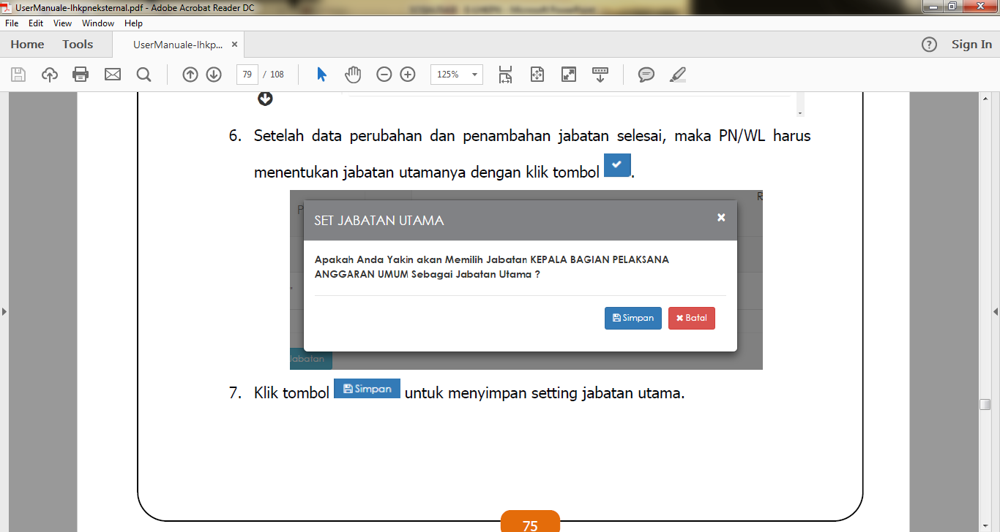 UserManuale-lhkpneksternal.pdf - Adobe Acrobat Reader DC
File Edit View Window Help
Home Tools UserManuale-lhkp... × ? Sign In
79 / 108 125%
6. Setelah data perubahan dan penambahan jabatan selesai, maka PN/WL harus
menentukan jabatan utamanya dengan klik tombol .
P
R
SET JABATAN UTAMA ×
Apakah Anda Yakin akan Memilih Jabatan KEPALA BAGIAN PELAKSANA
ANGGARAN UMUM Sebagai Jabatan Utama ?
Simpan × Batal
Jabatan
7. Klik tombol Simpan untuk menyimpan setting jabatan utama.
75